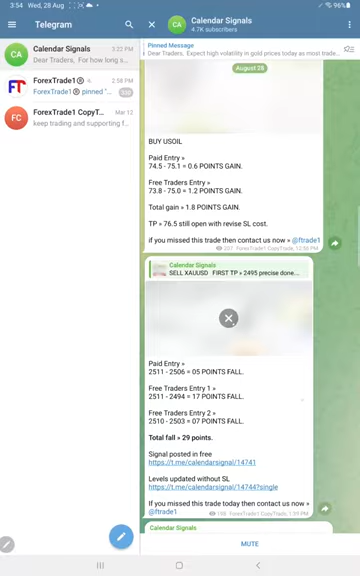 3:54 Wed, 28 Aug
96%
Telegram
CA
Calendar Signals
3:22 PM
Dear Traders, For how long s...
ForexTrade1®
2:58 PM
ForexTrade1® pinned "...
FC
ForexTrade1 CopyT...
Mar 12
keep trading and supporting f...
CA
Calendar Signals
4.7K subscribers
Pinned Message
Dear Traders, Expect high volatility in gold prices today as most trade...
August 28
BUY USOIL
Paid Entry »
74.5 - 75.1 = 0.6 POINTS GAIN.
Free Traders Entry »
73.8 - 75.0 = 1.2 POINTS GAIN.
Total gain » 1.8 POINTS GAIN.
TP » 76.5 still open with revise SL cost.
if you missed this trade then contact us now » @ftrade1
207 ForexTrade1 CopyTrade, 12:50 PM
Calendar Signals
SELL XAUUSD FIRST TP » 2495 precise done....
Paid Entry »
2511 - 2506 = 05 POINTS FALL.
Free Traders Entry 1 »
2511 - 2494 = 17 POINTS FALL.
Free Traders Entry 2 »
2510 - 2503 = 07 POINTS FALL.
Total fall » 29 points.
Signal posted in free
https://t.me/calendarsignal/14741
Levels updated without SL
https://t.me/calendarsignal/14744?single
If you missed this trade today then contact us now »
@ftrade1
ForexTrade1 CopyTrade, 1:39 PM
Calendar Signals
MUTE